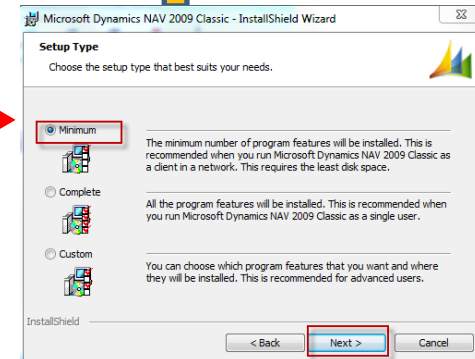 Microsoft Dynamics NAV 2009 Classic - InstallShield Wizard
Setup Type
Choose the setup type that best suits your needs.
Minimum
The minimum number of program features will be installed. This is
recommended when you run Microsoft Dynamics NAV 2009 Classic as
a client in a network. This requires the least disk space.
Complete
All the program features will be installed. This is recommended when
you run Microsoft Dynamics NAV 2009 Classic as a single user.
Custom
You can choose which program features that you want and where
they will be installed. This is recommended for advanced users.
InstallShield
< Back Next > Cancel